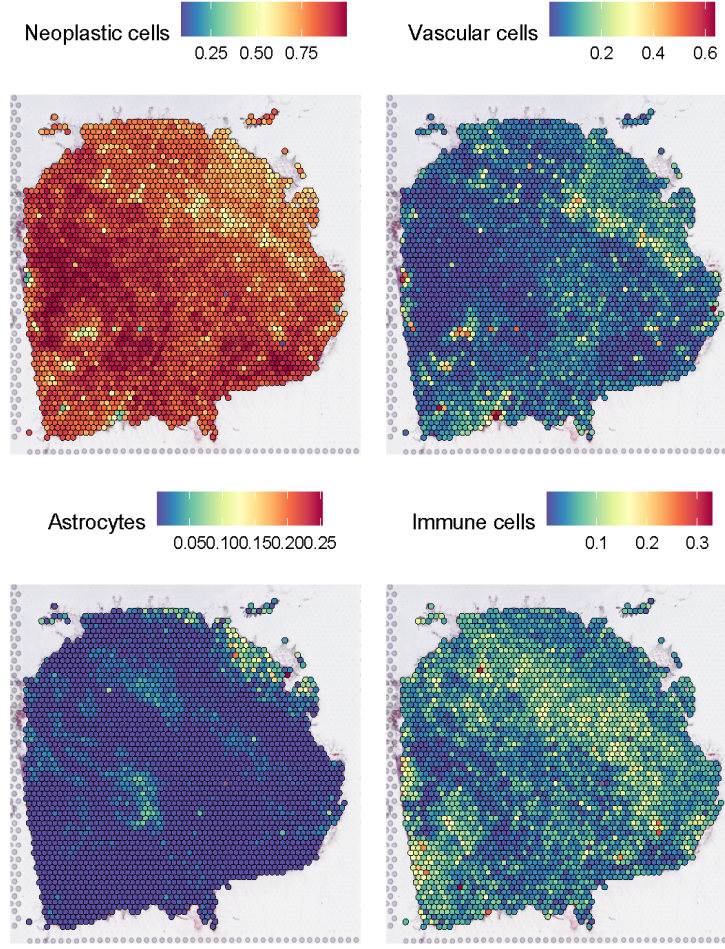 Neoplastic cells
0.25 0.50 0.75
Vascular cells
0.2 0.4 0.6
Astrocytes
0.050.100.150.200.25
Immune cells
0.1 0.2 0.3